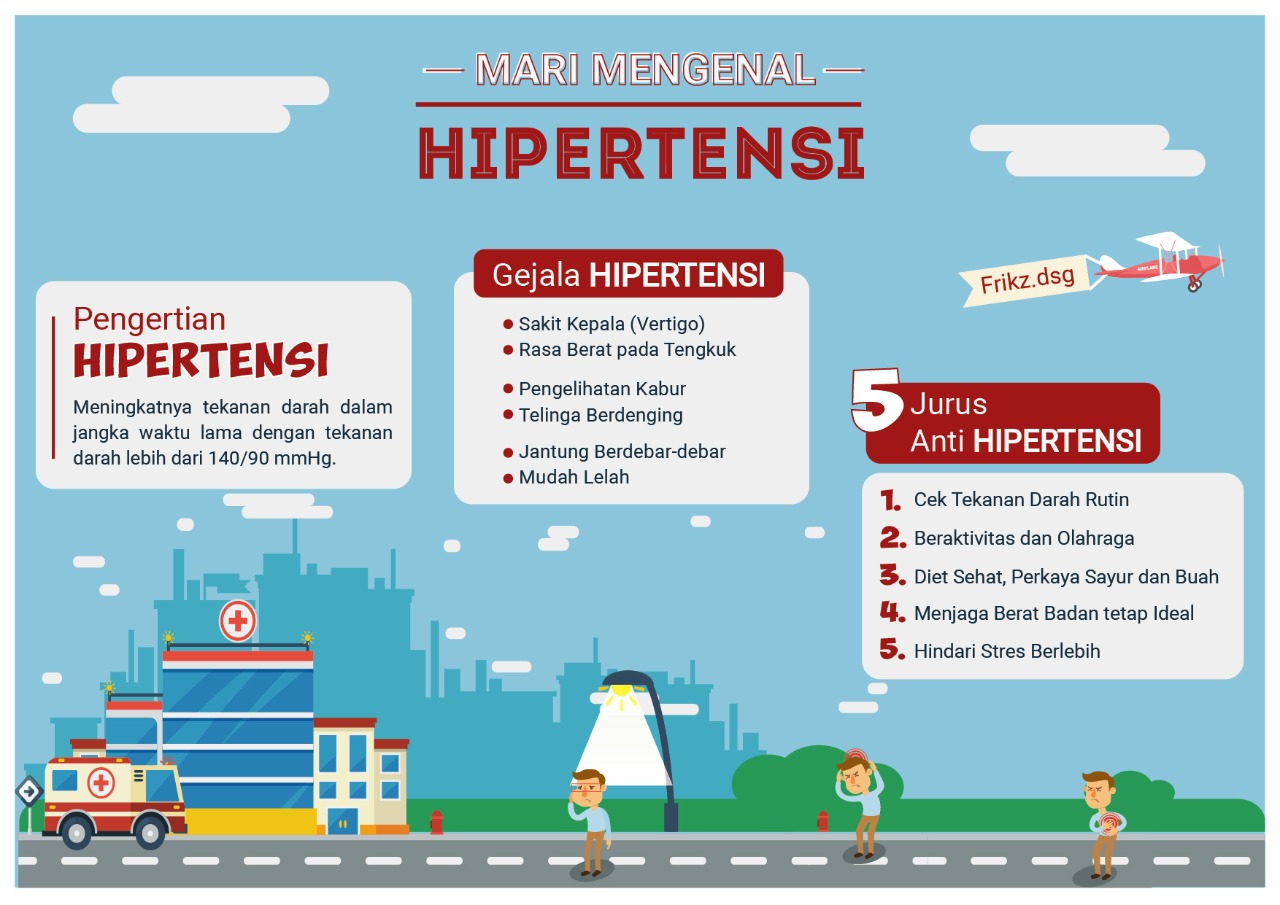 MARI MENGENAL
HIPERTENSI
Pengertian
HIPERTENSI
Meningkatnya tekanan darah dalam
jangka waktu lama dengan tekanan
darah lebih dari 140/90 mmHg.
Gejala HIPERTENSI
Sakit Kepala (Vertigo)
Rasa Berat pada Tengkuk
Pengelihatan Kabur
Telinga Berdenging
Jantung Berdebar-debar
Mudah Lelah
Frikz.dsg
AIRPLANE
5 Jurus
Anti HIPERTENSI
1. Cek Tekanan Darah Rutin
2. Beraktivitas dan Olahraga
3. Diet Sehat, Perkaya Sayur dan Buah
4. Menjaga Berat Badan tetap Ideal
5. Hindari Stres Berlebih